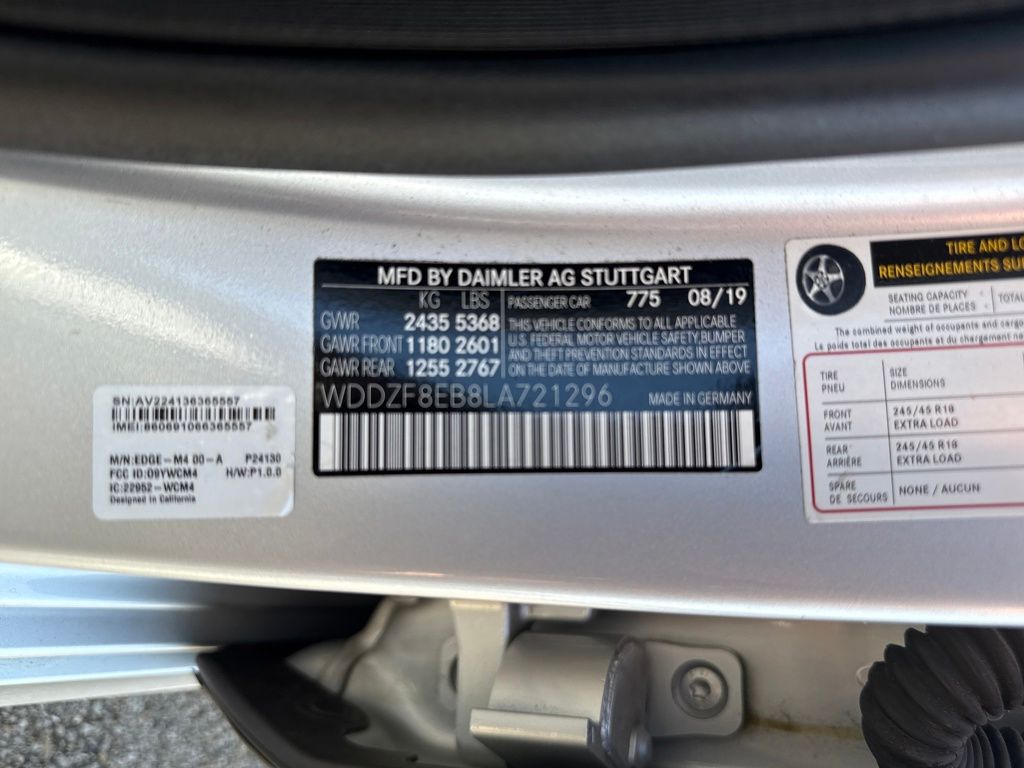 MFD BY DAIMLER AG STUTTGART
KG LBS PASSENGER CAR 775 08/19
GVWR 2435 5368
GAWR FRONT 1180 2601
GAWR REAR 1255 2767
THIS VEHICLE CONFORMS TO ALL APPLICABLE
U.S. FEDERAL MOTOR VEHICLE SAFETY, BUMPER
AND THEFT PREVENTION STANDARDS IN EFFECT
ON THE DATE OF MANUFACTURE SHOWN ABOVE
WDDZF8EB8LA721296 MADE IN GERMANY
SN:AV224136365557
IMEI:860691066365557
M/N:EDGE-M4 00-A P24130
FCC ID:O9YWCM4 H/W:P1.0.0
IC:22952-WCM4
Designed in California
TIRE AND LO
RENSEIGNEMENTS SU
SEATING CAPACITY
NOMBRE DE PLACES
TOTAL
The combined weight of occupants and cargo
Le poids total des occupants et du chargement ne
TIRE SIZE
PNEU DIMENSIONS
FRONT 245/45 R18
AVANT EXTRA LOAD
REAR 245/45 R18
ARRIÈRE EXTRA LOAD
SPARE NONE / AUCUN
DE SECOURS